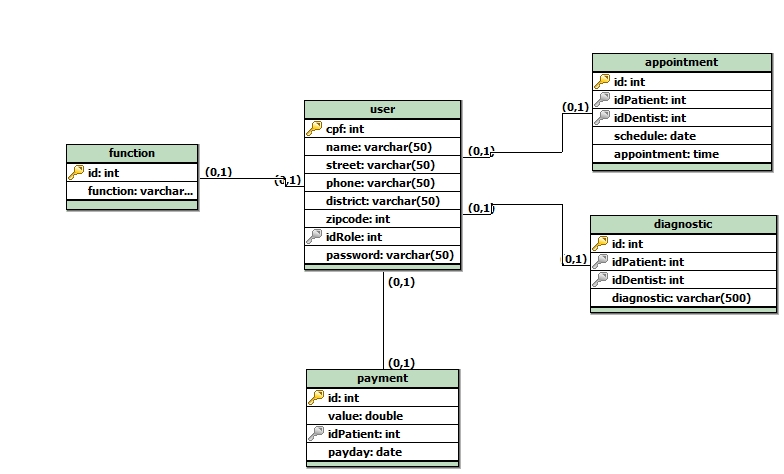 function
id: int
function: varchar...
(0,1)
(0,1)
user
cpf: int
name: varchar(50)
street: varchar(50)
phone: varchar(50)
district: varchar(50)
zipcode: int
idRole: int
password: varchar(50)
(0,1)
(0,1)
appointment
id: int
idPatient: int
idDentist: int
schedule: date
appointment: time
(0,1)
(0,1)
diagnostic
id: int
idPatient: int
idDentist: int
diagnostic: varchar(500)
(0,1)
(0,1)
payment
id: int
value: double
idPatient: int
payday: date